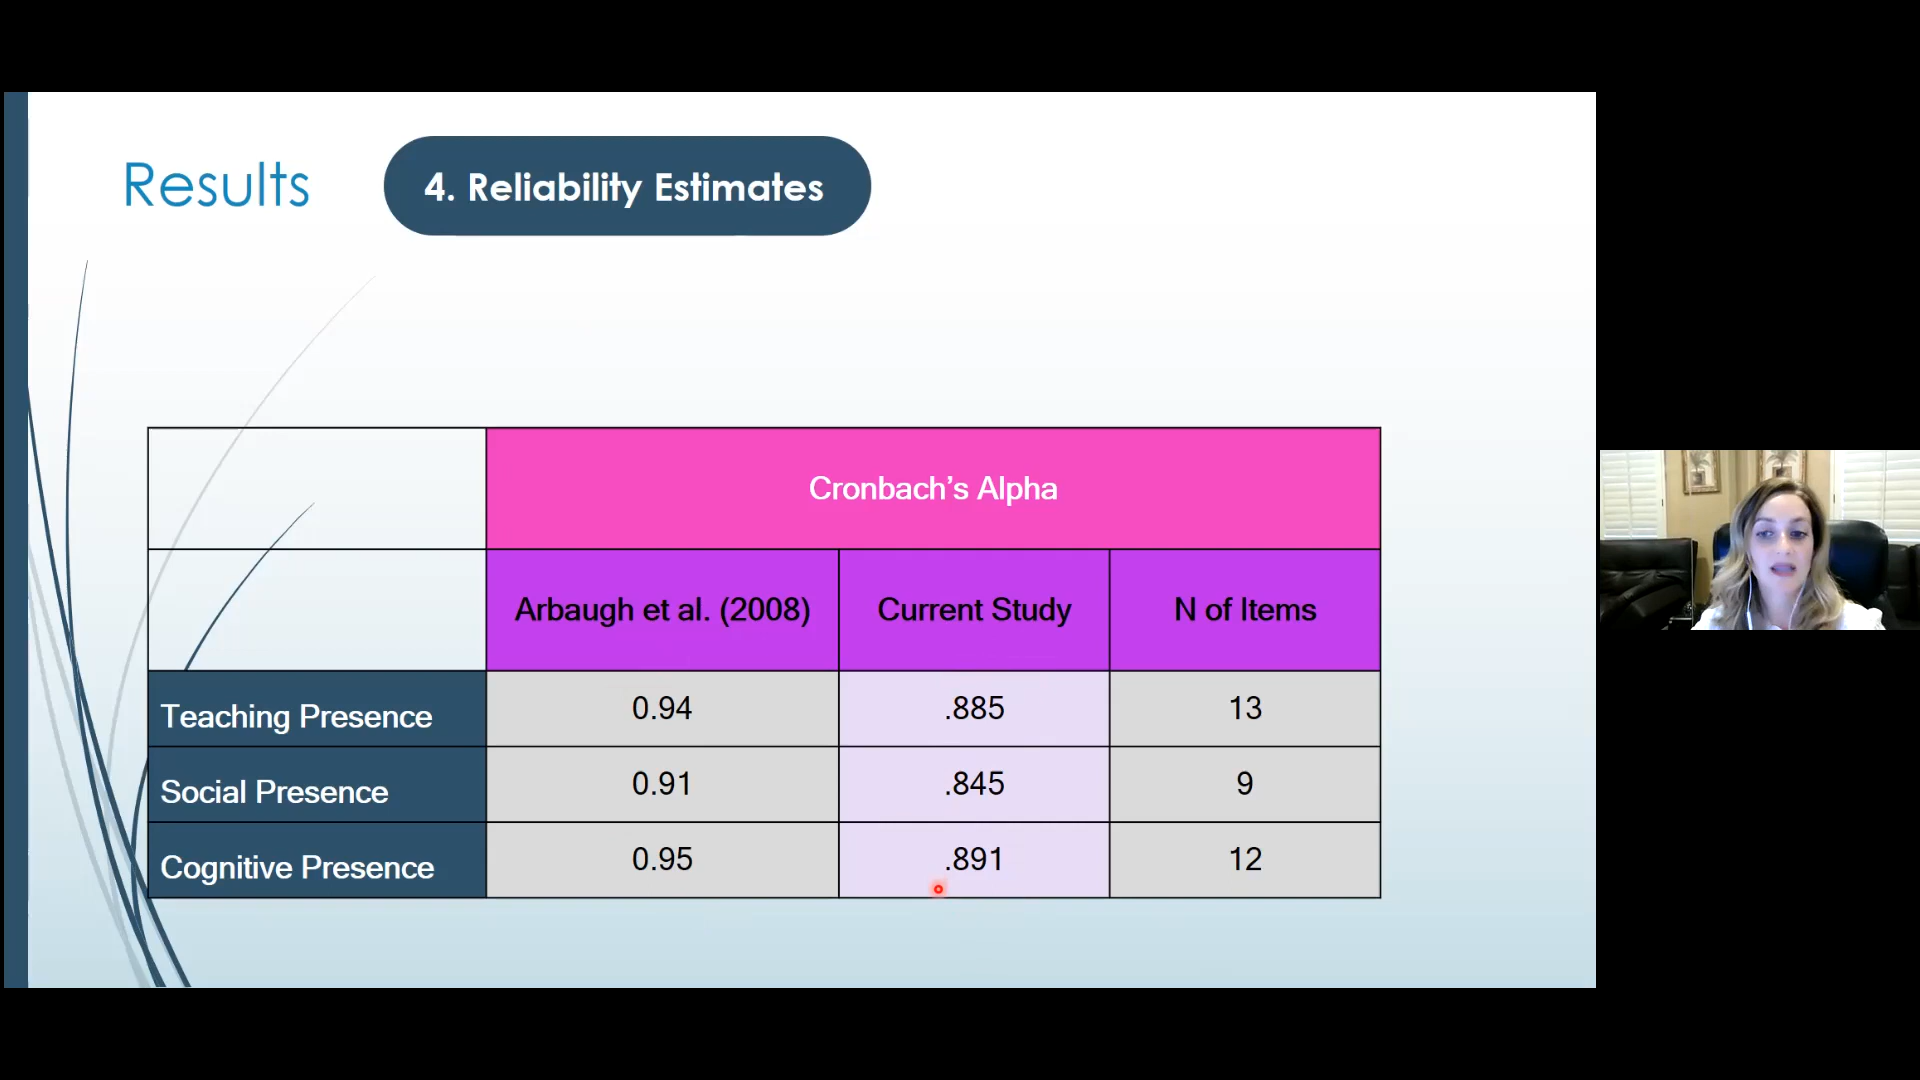 Results
4. Reliability Estimates
Cronbach’s Alpha
Arbaugh et al. (2008) Current Study N of Items
Teaching Presence 0.94 .885 13
Social Presence 0.91 .845 9
Cognitive Presence 0.95 .891 12